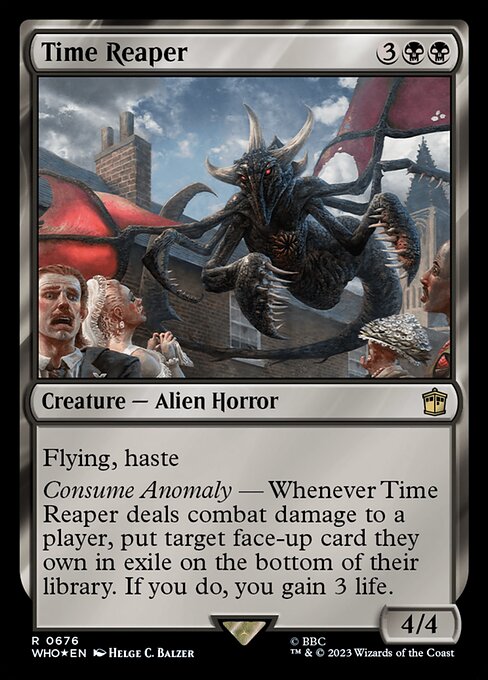 Time Reaper 3
Creature — Alien Horror
Flying, haste
Consume Anomaly — Whenever Time
Reaper deals combat damage to a
player, put target face-up card they
own in exile on the bottom of their
library. If you do, you gain 3 life.
4/4
R 0676
WHO★EN HELGE C. BALZER
© BBC
™ & © 2023 Wizards of the Coast